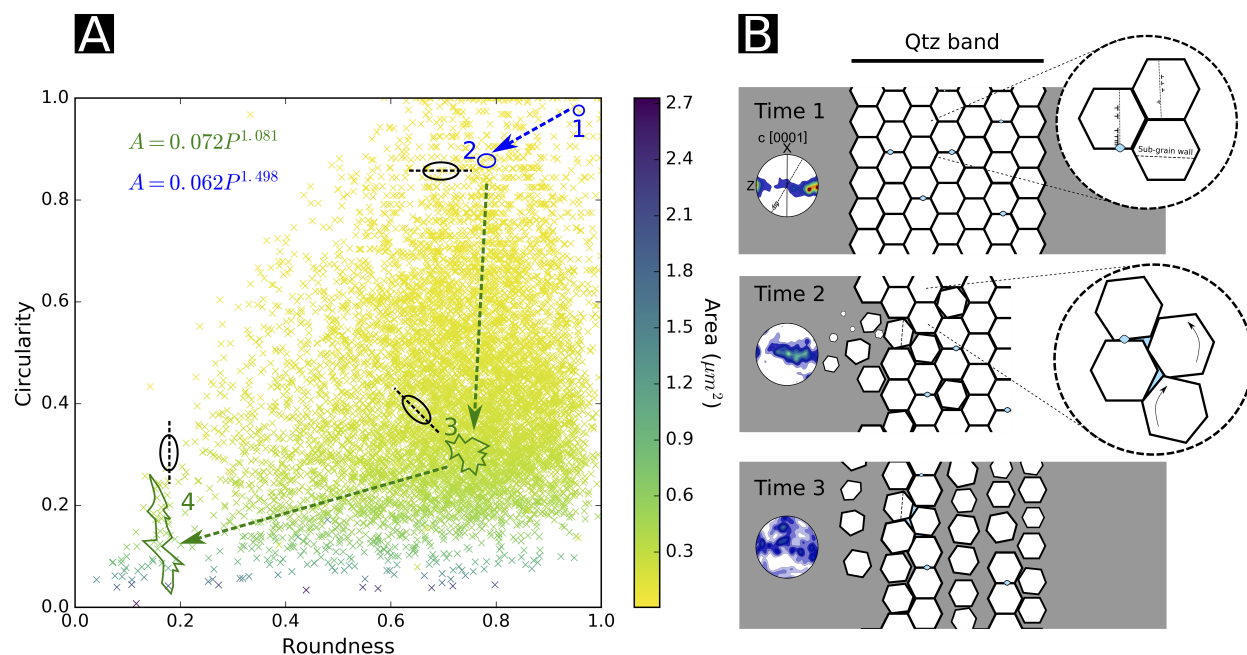 A
A = 0.072P^1.081
A = 0.062P^1.498
1
2
3
4
Circularity
1.0
0.8
0.6
0.4
0.2
0.0
0.0 0.2 0.4 0.6 0.8 1.0
Roundness
2.7
2.4
2.1
1.8
1.5
1.2
0.9
0.6
0.3
Area (μm²)
B
Qtz band
Time 1
c [0001]
X
Z
Sub-grain wall
Time 2
Time 3